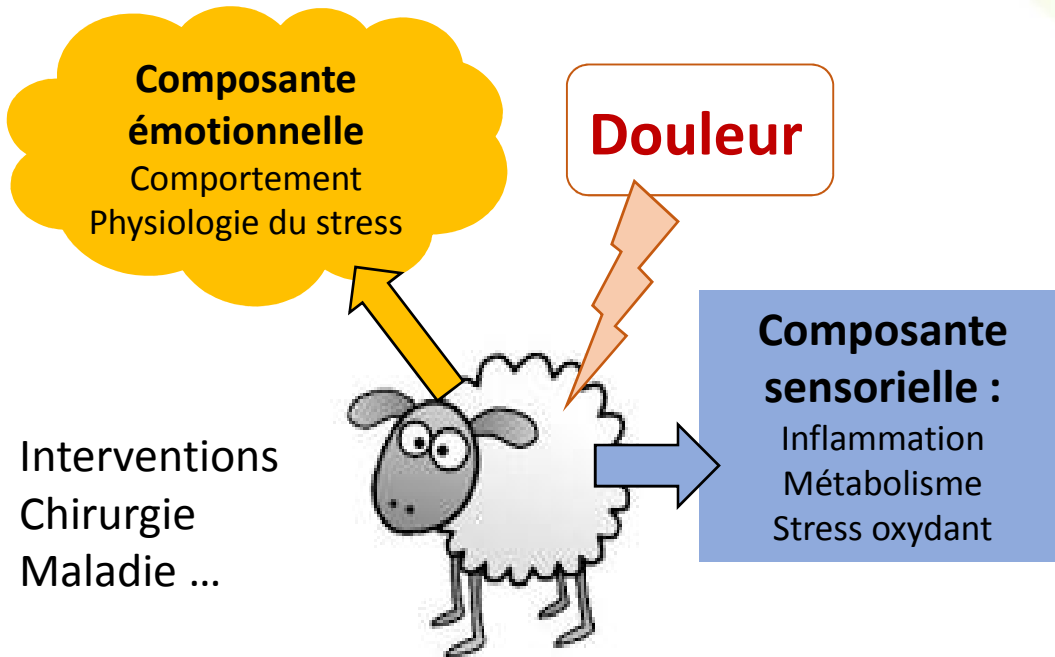 Composante
émotionnelle
Comportement
Physiologie du stress
Douleur
Composante
sensorielle :
Inflammation
Métabolisme
Stress oxydant
Interventions
Chirurgie
Maladie ...